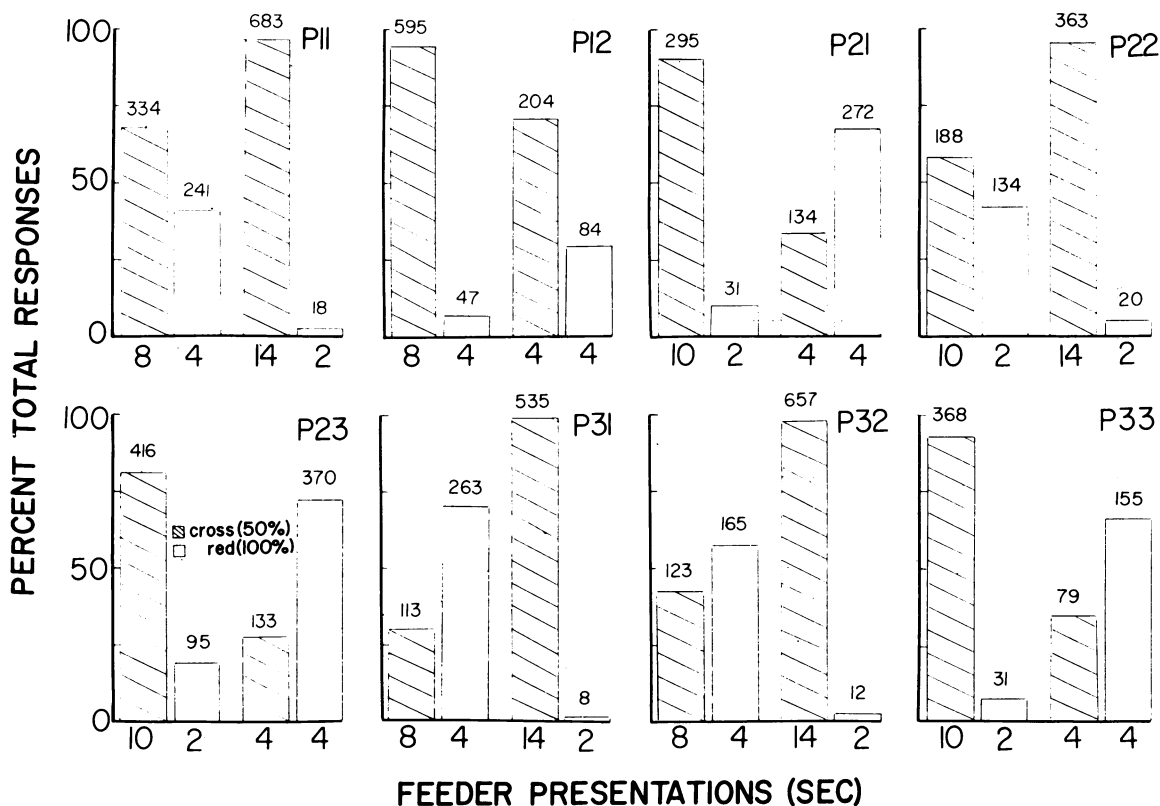 PERCENT TOTAL RESPONSES
100
50
0
P11
334
241
683
18
8 4 14 2
P12
595
47
204
84
8 4 4 4
P21
295
31
134
272
10 2 4 4
P22
188
134
363
20
10 2 14 2
100
50
0
P23
416
95
133
370
cross (50%)
red (100%)
10 2 4 4
P31
113
263
535
8
8 4 14 2
P32
123
165
657
12
8 4 14 2
P33
368
31
79
155
10 2 4 4
FEEDER PRESENTATIONS (SEC)